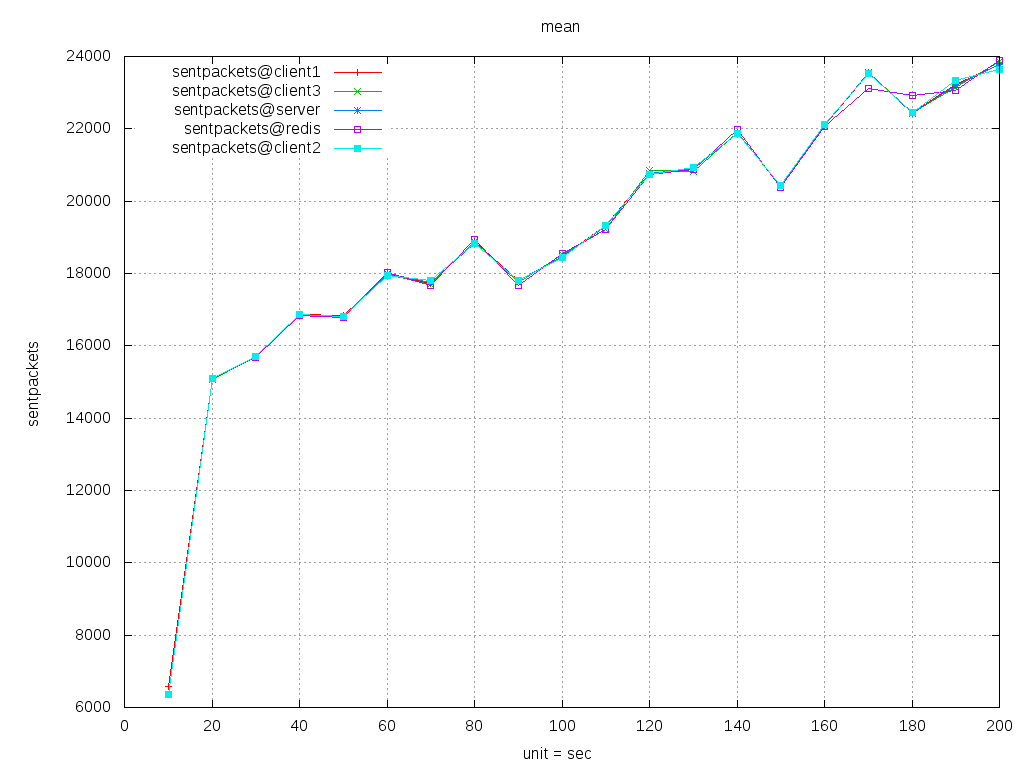 mean
24000
22000
20000
18000
16000
14000
12000
10000
8000
6000
sentpackets
sentpackets@client1
sentpackets@client3
sentpackets@server
sentpackets@redis
sentpackets@client2
0 20 40 60 80 100 120 140 160 180 200
unit = sec